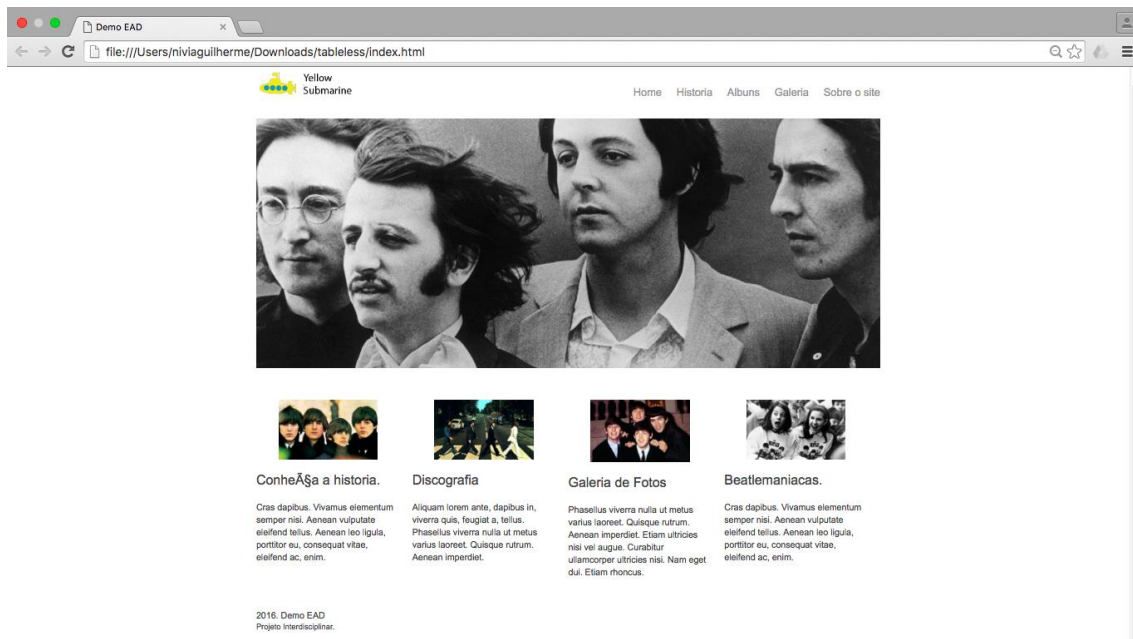 Demo EAD
file:///Users/niviaguilherme/Downloads/tableless/index.html
Yellow
Submarine
Home Historia Albuns Galeria Sobre o site
ConheÃ§a a historia.
Cras dapibus. Vivamus elementum
semper nisi. Aenean vulputate
eleifend tellus. Aenean leo ligula,
porttitor eu, consequat vitae,
eleifend ac, enim.
Discografia
Aliquam lorem ante, dapibus in,
viverra quis, feugiat a, tellus.
Phasellus viverra nulla ut metus
varius laoreet. Quisque rutrum.
Aenean imperdiet.
Galeria de Fotos
Phasellus viverra nulla ut metus
varius laoreet. Quisque rutrum.
Aenean imperdiet. Etiam ultricies
nisi vel augue. Curabitur
ullamcorper ultricies nisi. Nam eget
dui. Etiam rhoncus.
Beatlemaniacas.
Cras dapibus. Vivamus elementum
semper nisi. Aenean vulputate
eleifend tellus. Aenean leo ligula,
porttitor eu, consequat vitae,
eleifend ac, enim.
2016. Demo EAD
Projeto Interdisciplinar.